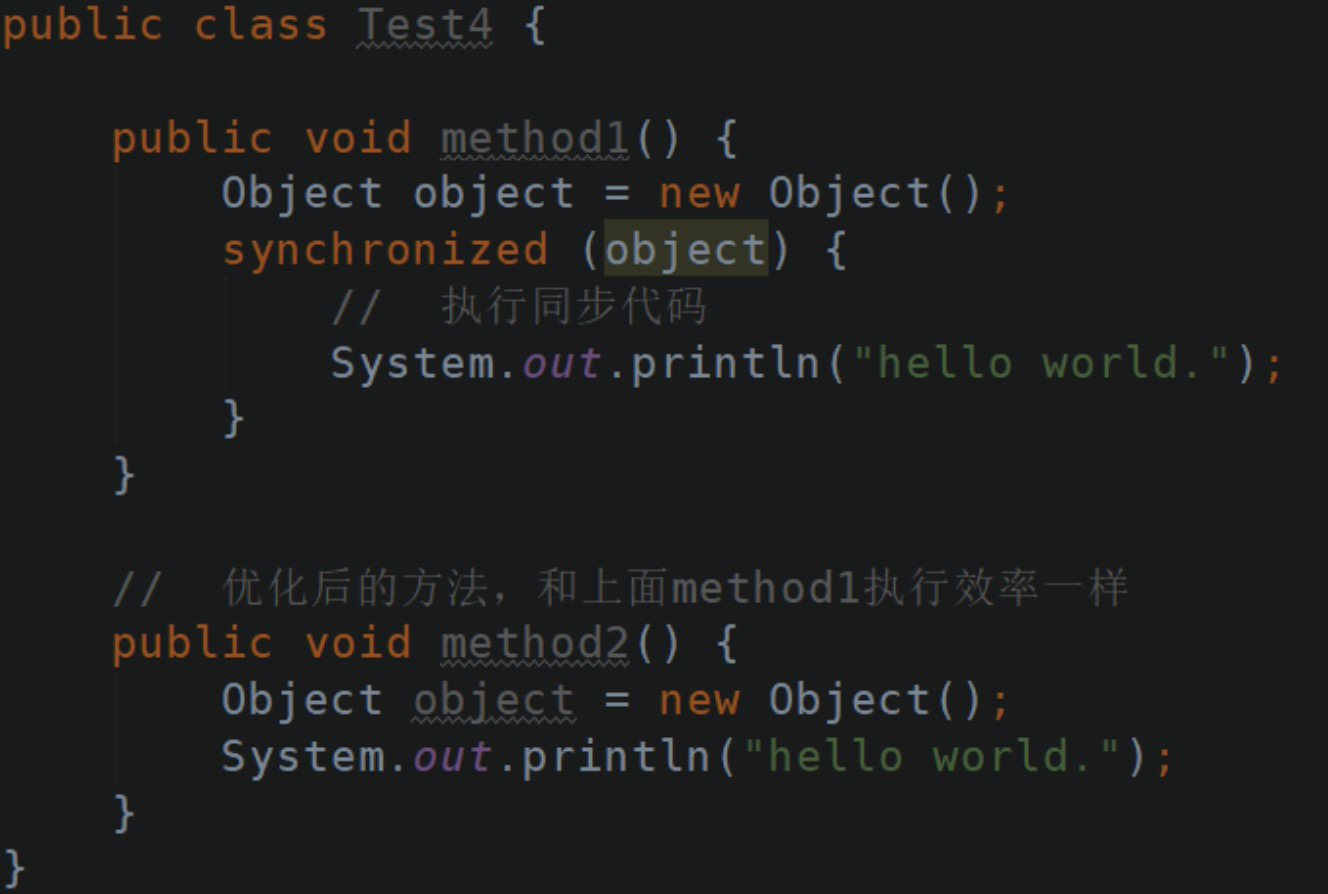 public class Test4 {
public void method1() {
Object object = new Object();
synchronized (object) {
//  执行同步代码
System.out.println("hello world.");
}
}
//  优化后的方法，和上面method1执行效率一样
public void method2() {
Object object = new Object();
System.out.println("hello world.");
}
}